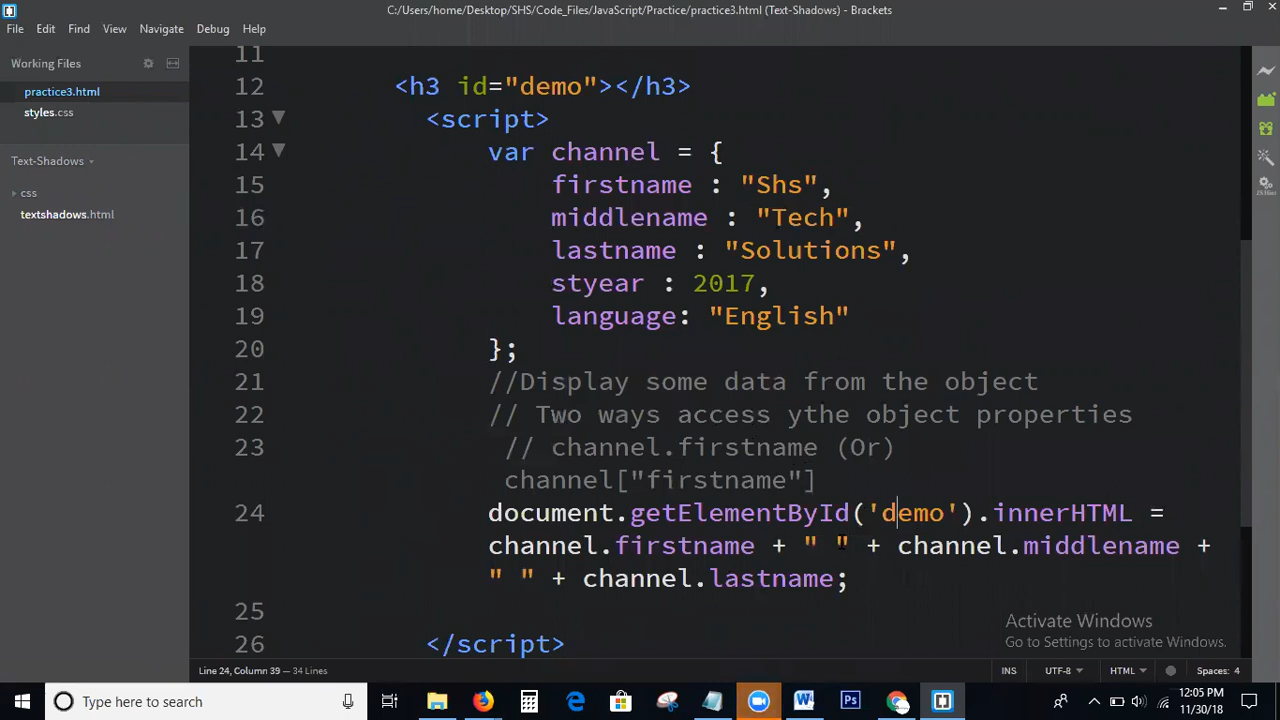 C:/Users/home/Desktop/SHS/Code_Files/JavaScript/Practice/practice3.html (Text-Shadows) - Brackets
File Edit Find View Navigate Debug Help
Working Files
practice3.html
styles.css
Text-Shadows
css
textshadows.html
11
12 <h3 id="demo"></h3>
13 <script>
14 var channel = {
15 firstname : "Shs",
16 middlename : "Tech",
17 lastname : "Solutions",
18 styear : 2017,
19 language: "English"
20 };
21 //Display some data from the object
22 // Two ways access ythe object properties
23 // channel.firstname (Or)
channel["firstname"]
24 document.getElementById('demo').innerHTML =
channel.firstname + " " + channel.middlename +
" " + channel.lastname;
25
26 </script>
Activate Windows
Go to Settings to activate Windows.
Line 24, Column 39 — 34 Lines
INS UTF-8 HTML Spaces: 4
Type here to search
12:05 PM
11/30/18